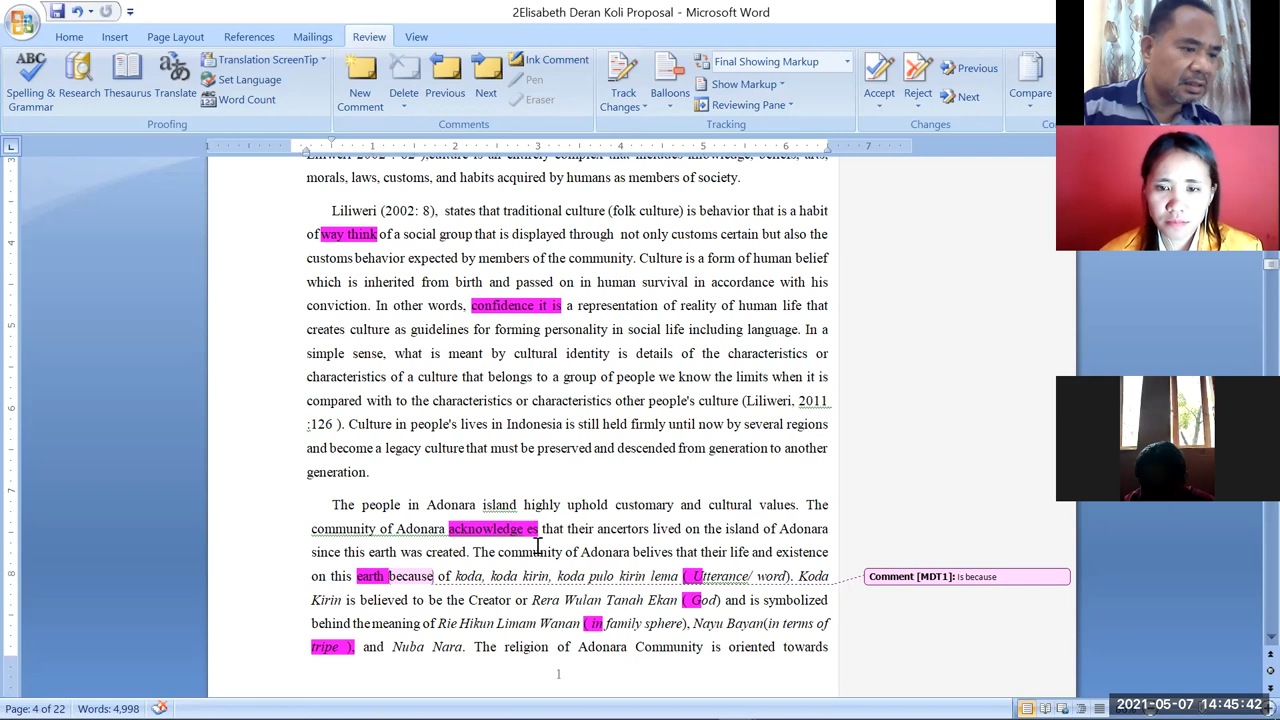 2Elisabeth Deran Koli Proposal - Microsoft Word
Home Insert Page Layout References Mailings Review View
Spelling & Grammar
Research
Thesaurus
Translate
Translation ScreenTip
Set Language
Word Count
Proofing
New Comment
Delete
Previous
Next
Ink Comment
Pen
Eraser
Comments
Track Changes
Balloons
Final Showing Markup
Show Markup
Reviewing Pane
Tracking
Accept
Reject
Previous
Next
Changes
Compare
Co
1 1 2 3 4 5 6 7
morals, laws, customs, and habits acquired by humans as members of society.
Liliweri (2002: 8), states that traditional culture (folk culture) is behavior that is a habit
of way think of a social group that is displayed through not only customs certain but also the
customs behavior expected by members of the community. Culture is a form of human belief
which is inherited from birth and passed on in human survival in accordance with his
conviction. In other words, confidence it is a representation of reality of human life that
creates culture as guidelines for forming personality in social life including language. In a
simple sense, what is meant by cultural identity is details of the characteristics or
characteristics of a culture that belongs to a group of people we know the limits when it is
compared with to the characteristics or characteristics other people's culture (Liliweri, 2011
:126 ). Culture in people's lives in Indonesia is still held firmly until now by several regions
and become a legacy culture that must be preserved and descended from generation to another
generation.
The people in Adonara island highly uphold customary and cultural values. The
community of Adonara acknowledge es that their ancertors lived on the island of Adonara
since this earth was created. The community of Adonara belives that their life and existence
on this earth because of koda, koda kirin, koda pulo kirin lema ( Utterance/ word). Koda
Kirin is believed to be the Creator or Rera Wulan Tanah Ekan ( God) and is symbolized
behind the meaning of Rie Hikun Limam Wanan ( in family sphere), Nayu Bayan(in terms of
tripe ), and Nuba Nara. The religion of Adonara Community is oriented towards
1
Comment [MDT1]: Is because
Page: 4 of 22 Words: 4,998
2021-05-07 14:45:42